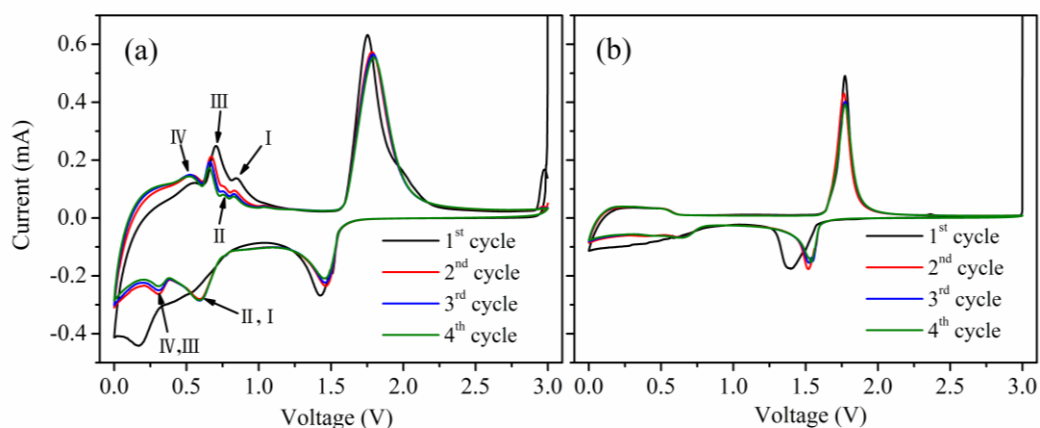 (a)
(b)
Current (mA)
0.6
0.4
0.2
0.0
-0.2
-0.4
Ⅳ
Ⅲ
Ⅰ
Ⅱ
Ⅱ, Ⅰ
Ⅳ,Ⅲ
1st cycle
2nd cycle
3rd cycle
4th cycle
1st cycle
2nd cycle
3rd cycle
4th cycle
0.0 0.5 1.0 1.5 2.0 2.5 3.0
0.0 0.5 1.0 1.5 2.0 2.5 3.0
Voltage (V)
Voltage (V)